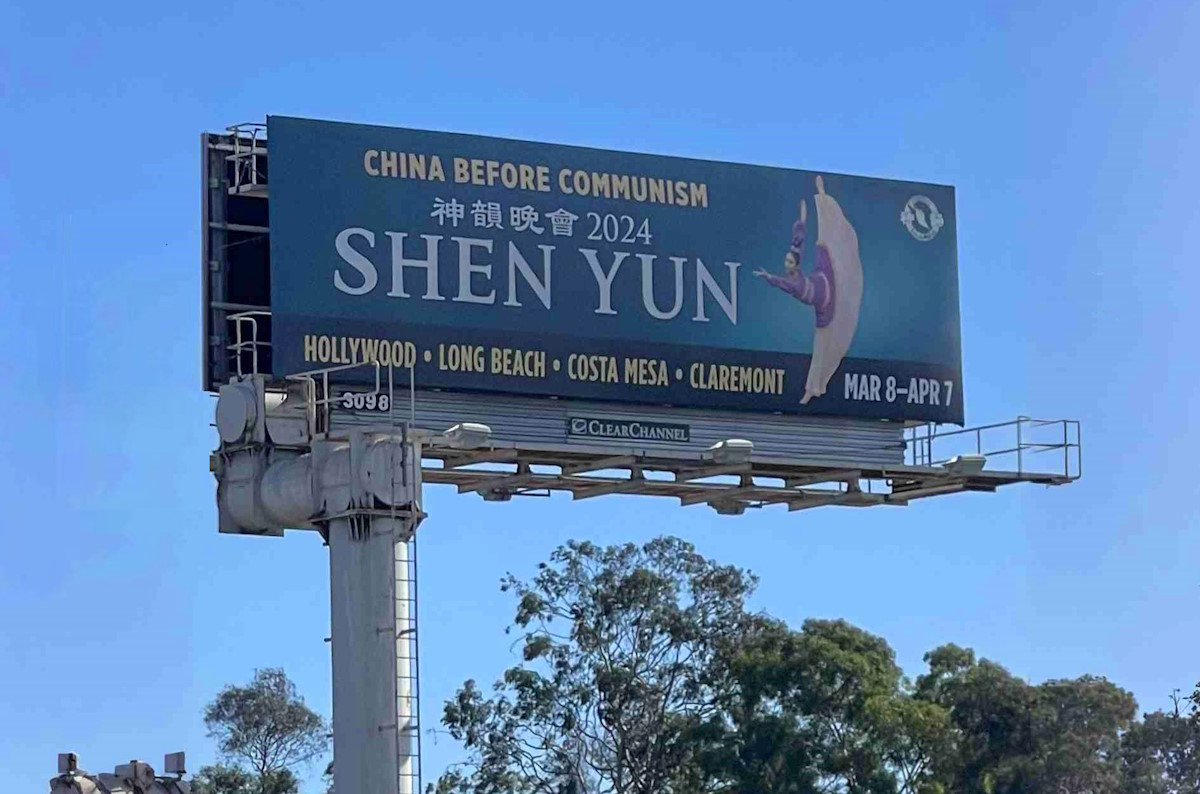 CHINA BEFORE COMMUNISM
神韻晚會 2024
SHEN YUN
HOLLYWOOD • LONG BEACH • COSTA MESA • CLAREMONT
MAR 8–APR 7
3098
CLEARCHANNEL